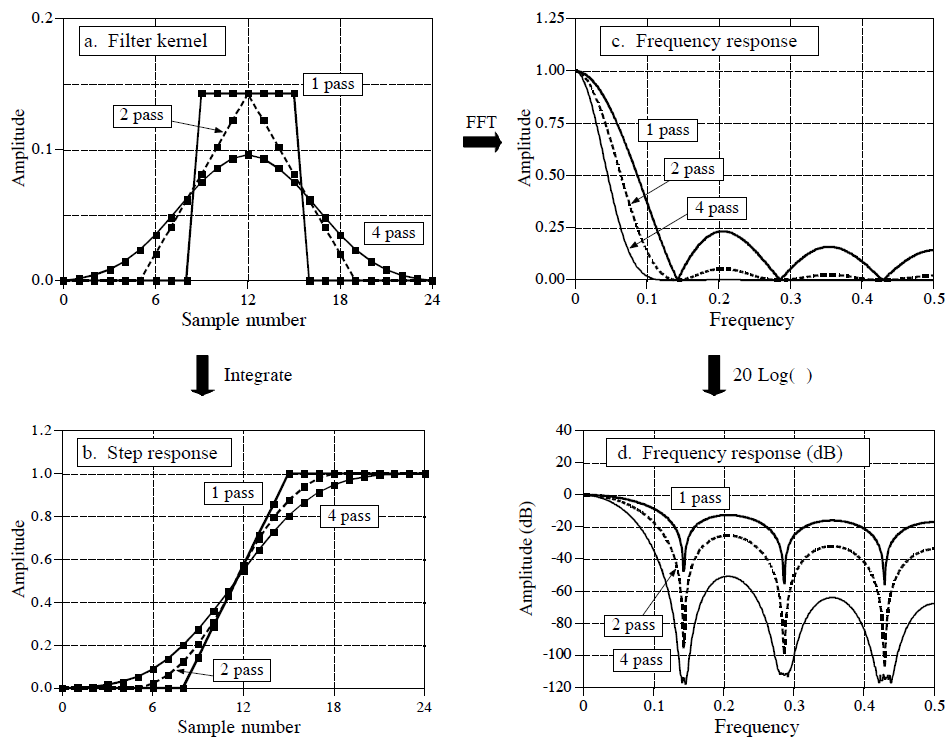 a. Filter kernel
0.2
0.1
0.0
Amplitude
1 pass
2 pass
4 pass
0 6 12 18 24
Sample number
FFT
c. Frequency response
1.25
1.00
0.75
0.50
0.25
0.00
Amplitude
1 pass
2 pass
4 pass
0 0.1 0.2 0.3 0.4 0.5
Frequency
Integrate
20 Log( )
b. Step response
1.2
1.0
0.8
0.6
0.4
0.2
0.0
Amplitude
1 pass
4 pass
2 pass
0 6 12 18 24
Sample number
d. Frequency response (dB)
40
20
0
-20
-40
-60
-80
-100
-120
Amplitude (dB)
1 pass
2 pass
4 pass
0 0.1 0.2 0.3 0.4 0.5
Frequency